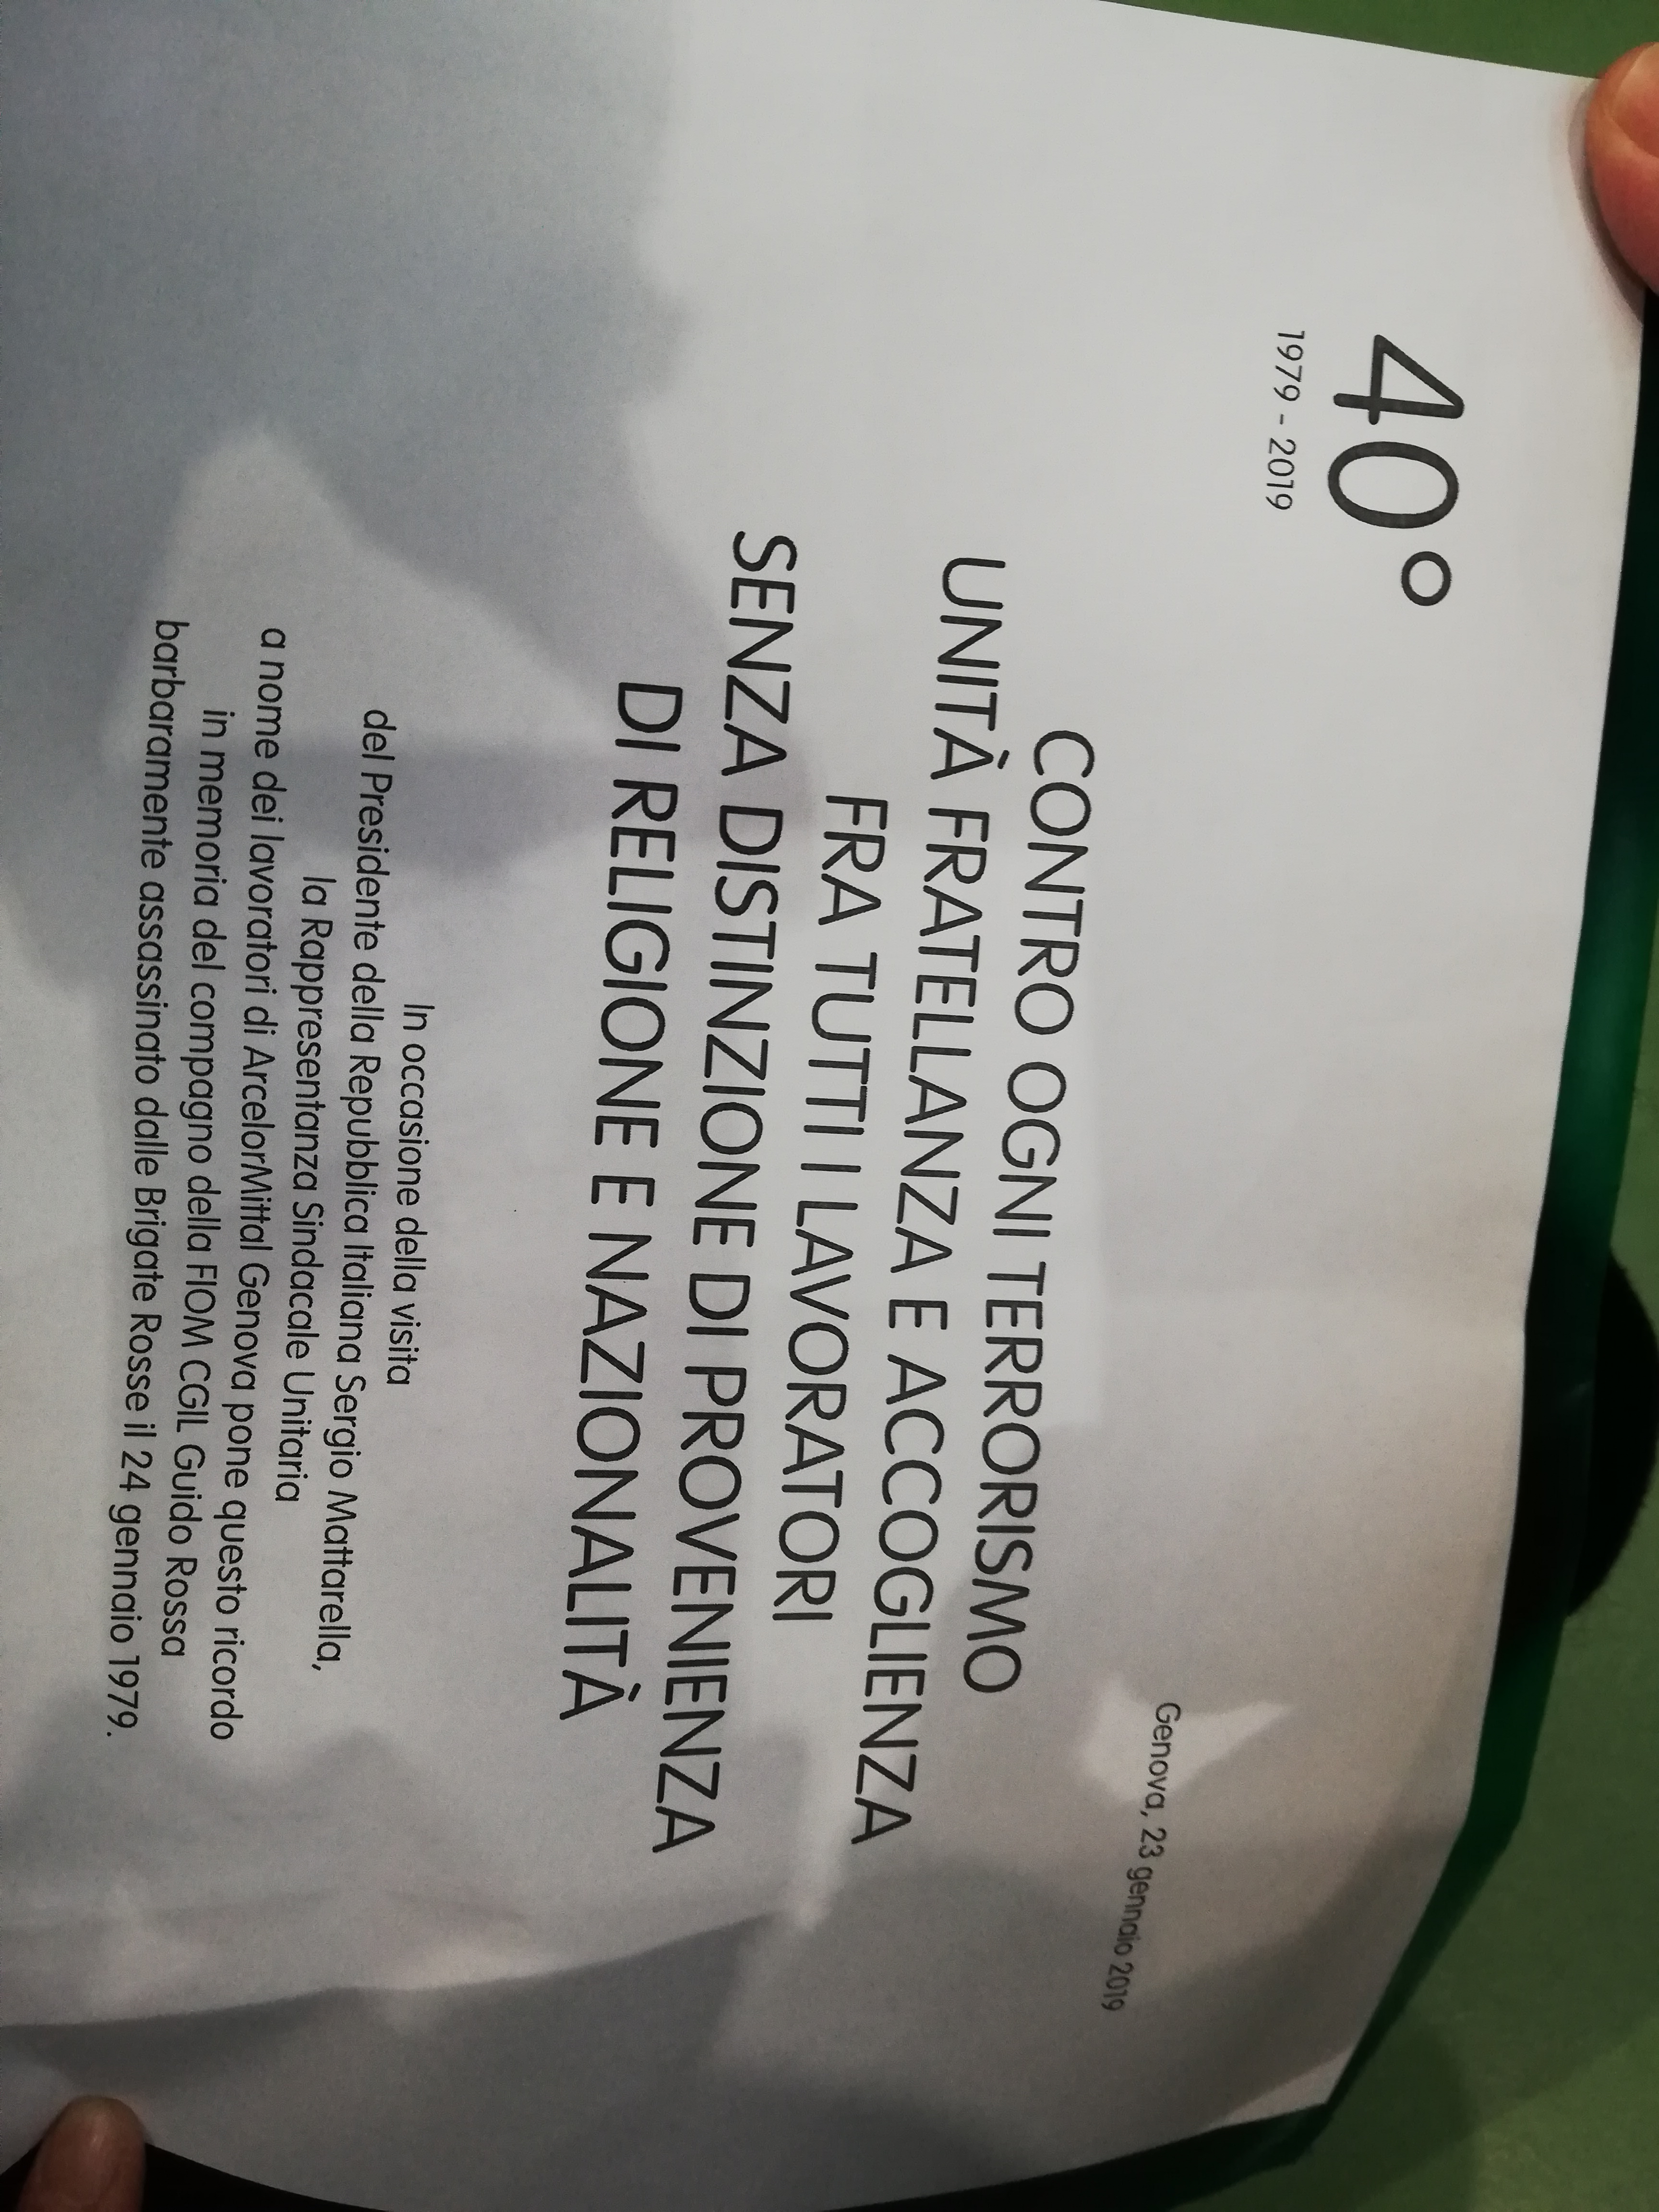 40°
1979 - 2019
Genova, 23 gennaio 2019
CONTRO OGNI TERRORISMO
UNITÀ FRATELLANZA E ACCOGLIENZA
FRA TUTTI I LAVORATORI
SENZA DISTINZIONE DI PROVENIENZA
DI RELIGIONE E NAZIONALITÀ
In occasione della visita
del Presidente della Repubblica Italiana Sergio Mattarella,
la Rappresentanza Sindacale Unitaria
a nome dei lavoratori di ArcelorMittal Genova pone questo ricordo
in memoria del compagno della FIOM CGIL Guido Rossa
barbaramente assassinato dalle Brigate Rosse il 24 gennaio 1979.